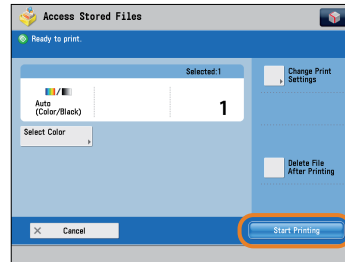 Access Stored Files
Ready to print.
Selected:1
Auto
(Color/Black)
1
Select Color
Change Print
Settings
Delete File
After Printing
× Cancel
Start Printing